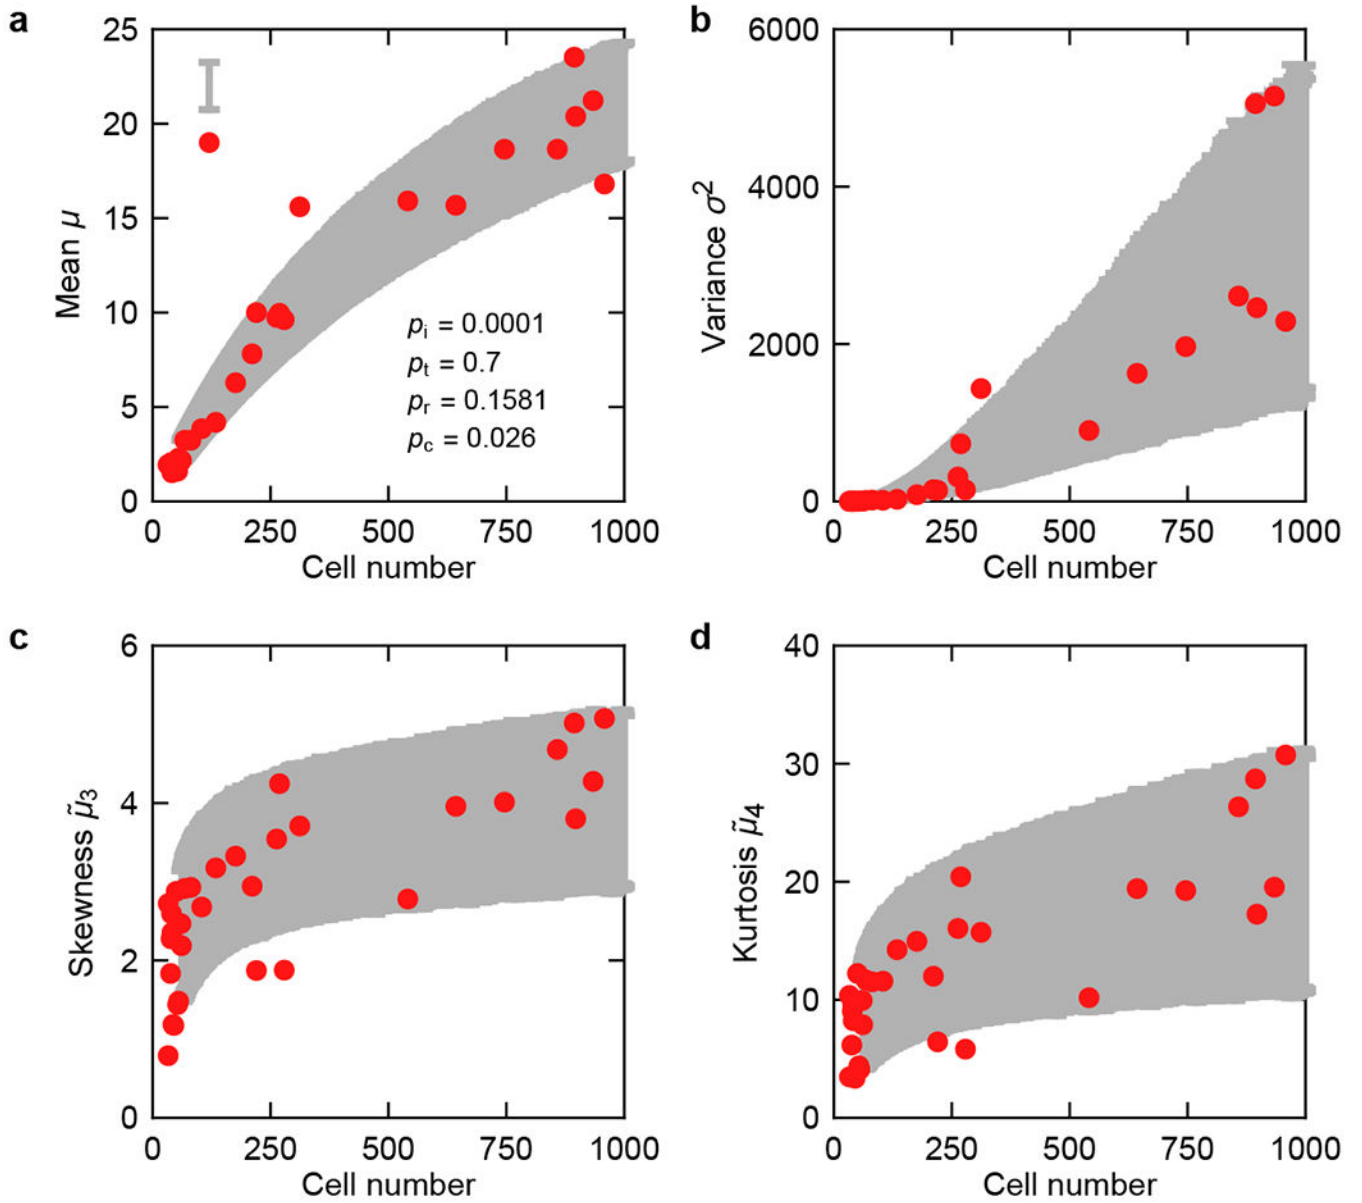 a
25
20
15
10
5
0
Mean μ
pi = 0.0001
pt = 0.7
pr = 0.1581
pc = 0.026
0 250 500 750 1000
Cell number
b
6000
4000
2000
0
Variance σ²
0 250 500 750 1000
Cell number
c
6
4
2
0
Skewness μ̃₃
0 250 500 750 1000
Cell number
d
40
30
20
10
0
Kurtosis μ̃₄
0 250 500 750 1000
Cell number